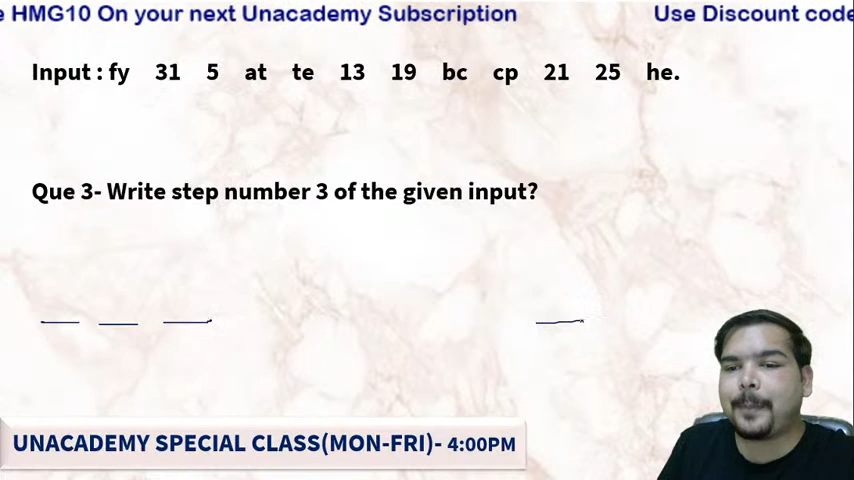 HMG10 On your next Unacademy Subscription Use Discount code
Input : fy 31 5 at te 13 19 bc cp 21 25 he.
Que 3- Write step number 3 of the given input?
UNACADEMY SPECIAL CLASS(MON-FRI)- 4:00PM